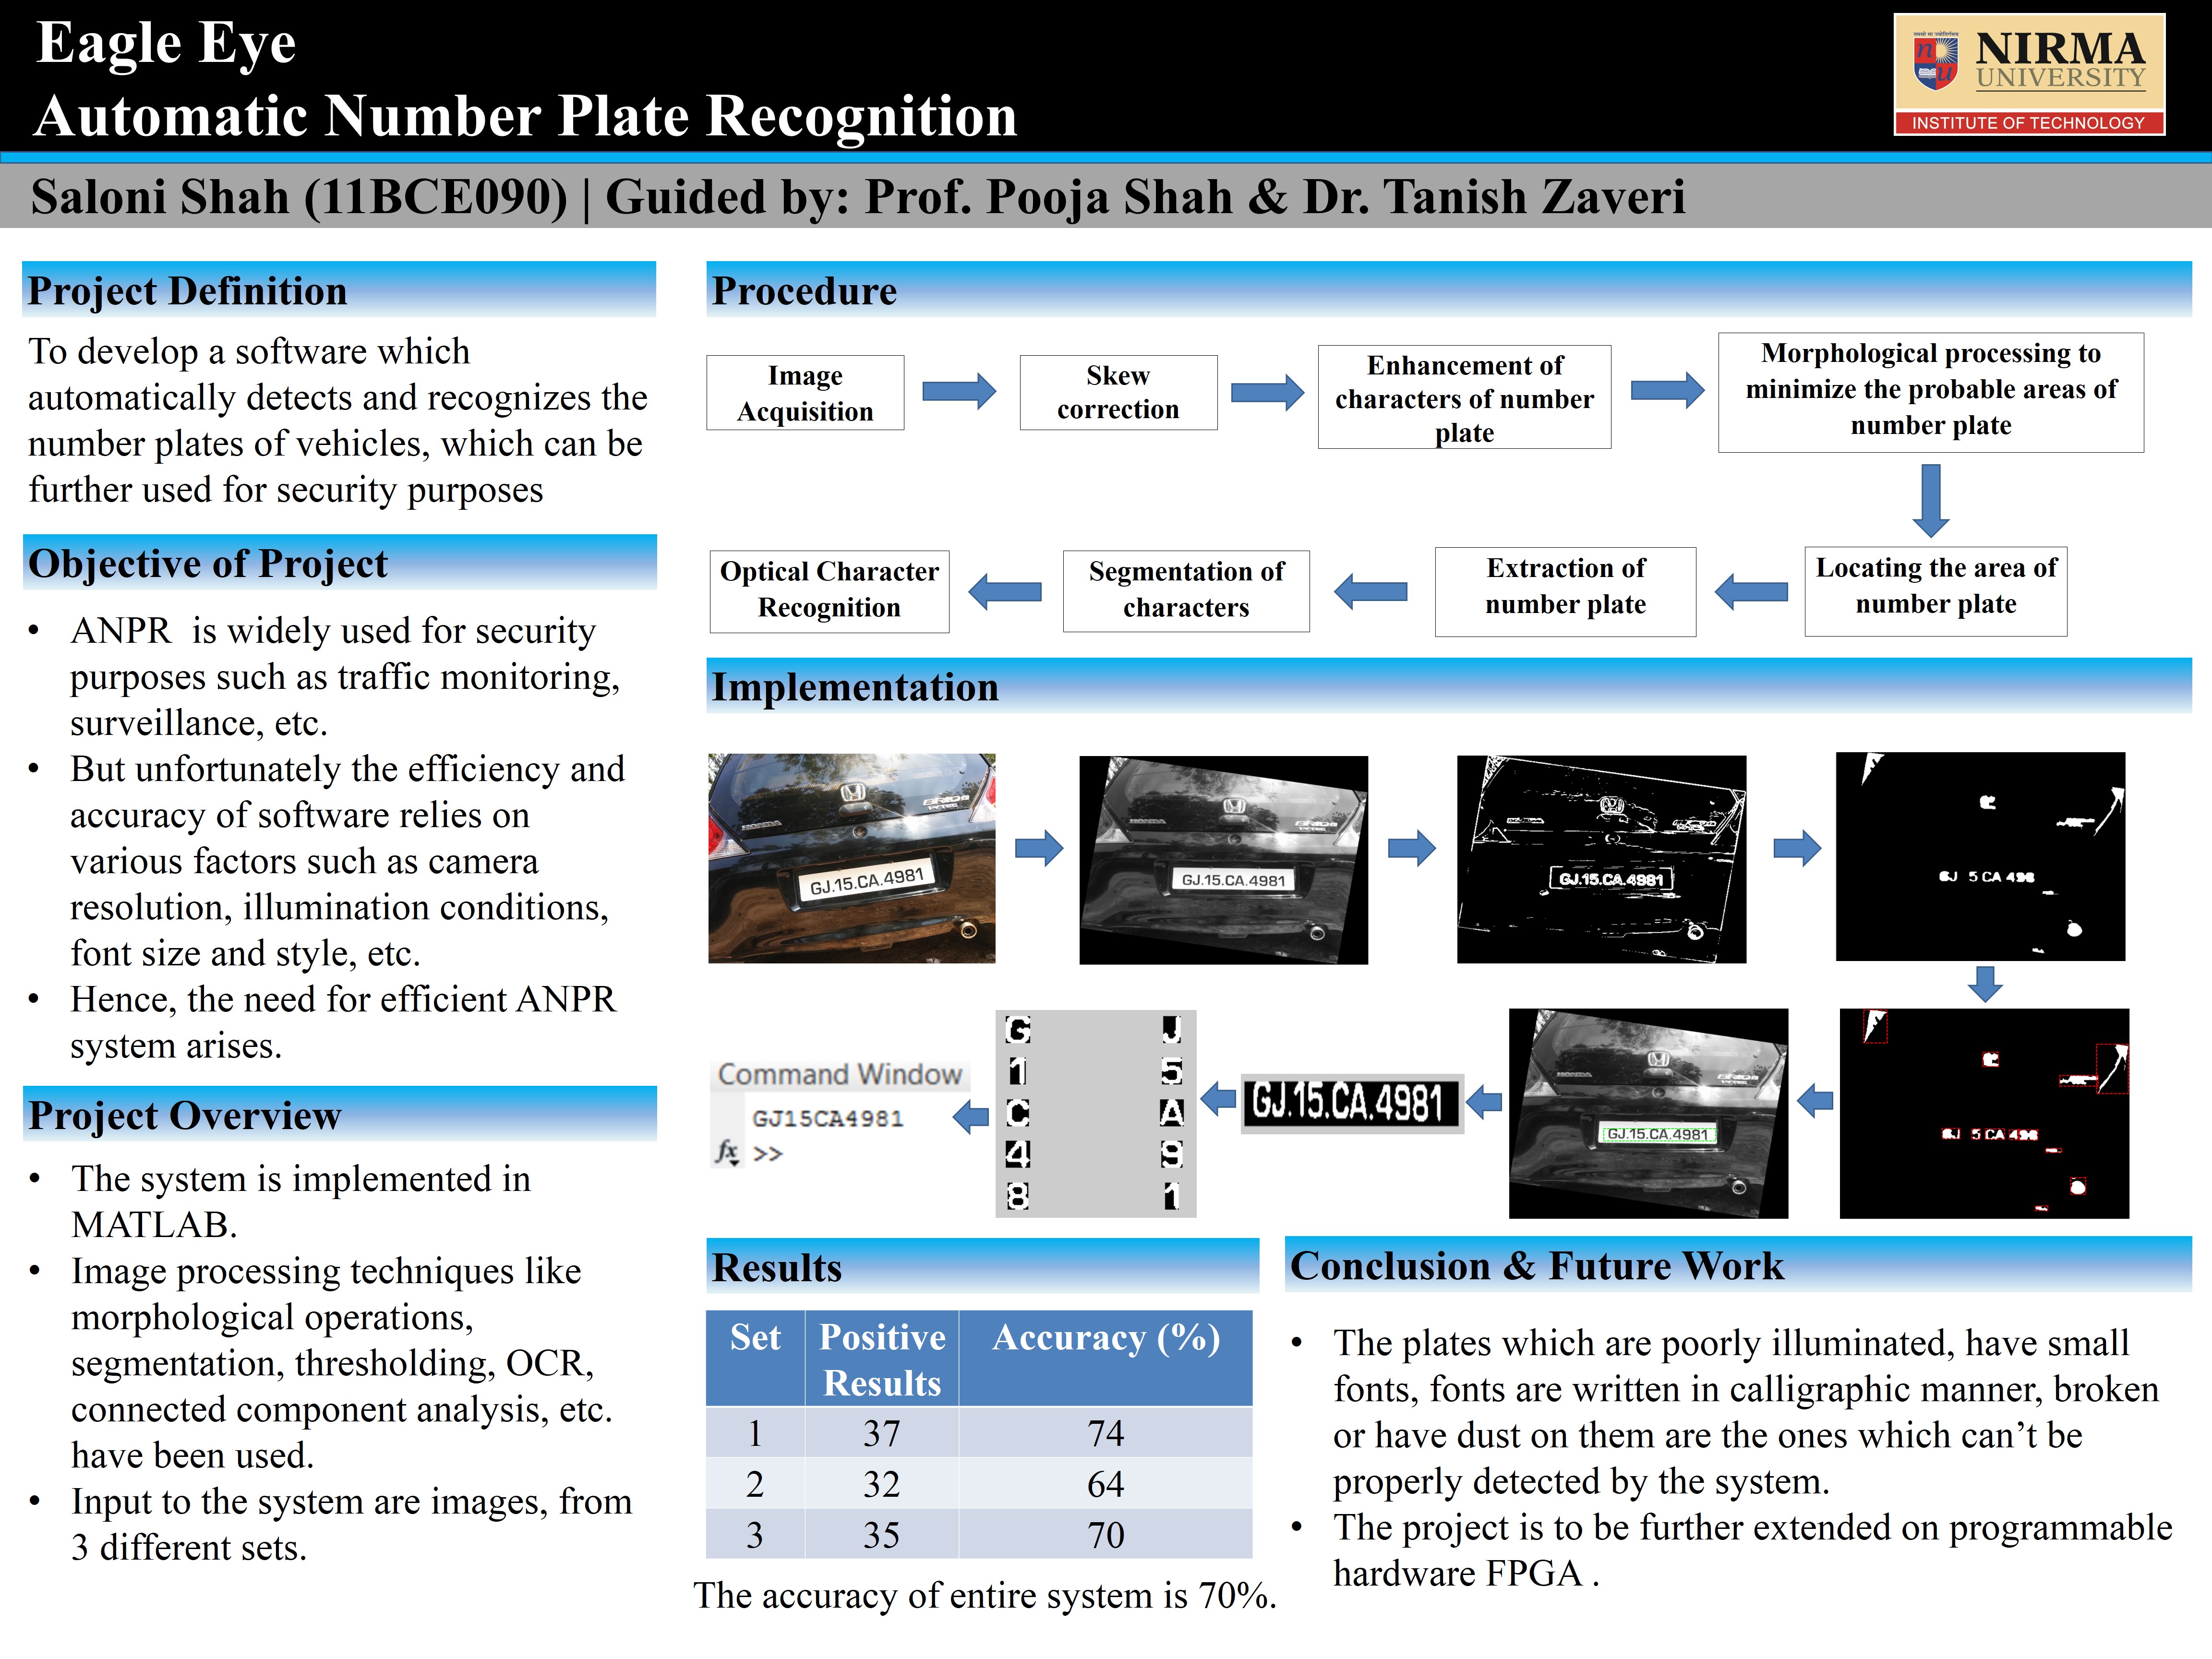 Eagle Eye
Automatic Number Plate Recognition
NIRMA
UNIVERSITY
INSTITUTE OF TECHNOLOGY
Saloni Shah (11BCE090) | Guided by: Prof. Pooja Shah & Dr. Tanish Zaveri
Project Definition
To develop a software which
automatically detects and recognizes the
number plates of vehicles, which can be
further used for security purposes
Objective of Project
• ANPR is widely used for security
purposes such as traffic monitoring,
surveillance, etc.
• But unfortunately the efficiency and
accuracy of software relies on
various factors such as camera
resolution, illumination conditions,
font size and style, etc.
• Hence, the need for efficient ANPR
system arises.
Project Overview
• The system is implemented in
MATLAB.
• Image processing techniques like
morphological operations,
segmentation, thresholding, OCR,
connected component analysis, etc.
have been used.
• Input to the system are images, from
3 different sets.
Procedure
Image
Acquisition
Skew
correction
Enhancement of
characters of number
plate
Morphological processing to
minimize the probable areas of
number plate
Locating the area of
number plate
Extraction of
number plate
Segmentation of
characters
Optical Character
Recognition
Implementation
HONDA
BRIO
GJ.15.CA.4981
HONDA
BRIO
GJ.15.CA.4981
GJ.15.CA.4981
GJ 5 CA 498
GJ 5 CA 498
GJ.15.CA.4981
GJ.15.CA.4981
G J
1 5
C A
4 9
8 1
Command Window
GJ15CA4981
fx >>
Results
Set Positive Results Accuracy (%)
1 37 74
2 32 64
3 35 70
The accuracy of entire system is 70%.
Conclusion & Future Work
• The plates which are poorly illuminated, have small
fonts, fonts are written in calligraphic manner, broken
or have dust on them are the ones which can’t be
properly detected by the system.
• The project is to be further extended on programmable
hardware FPGA .